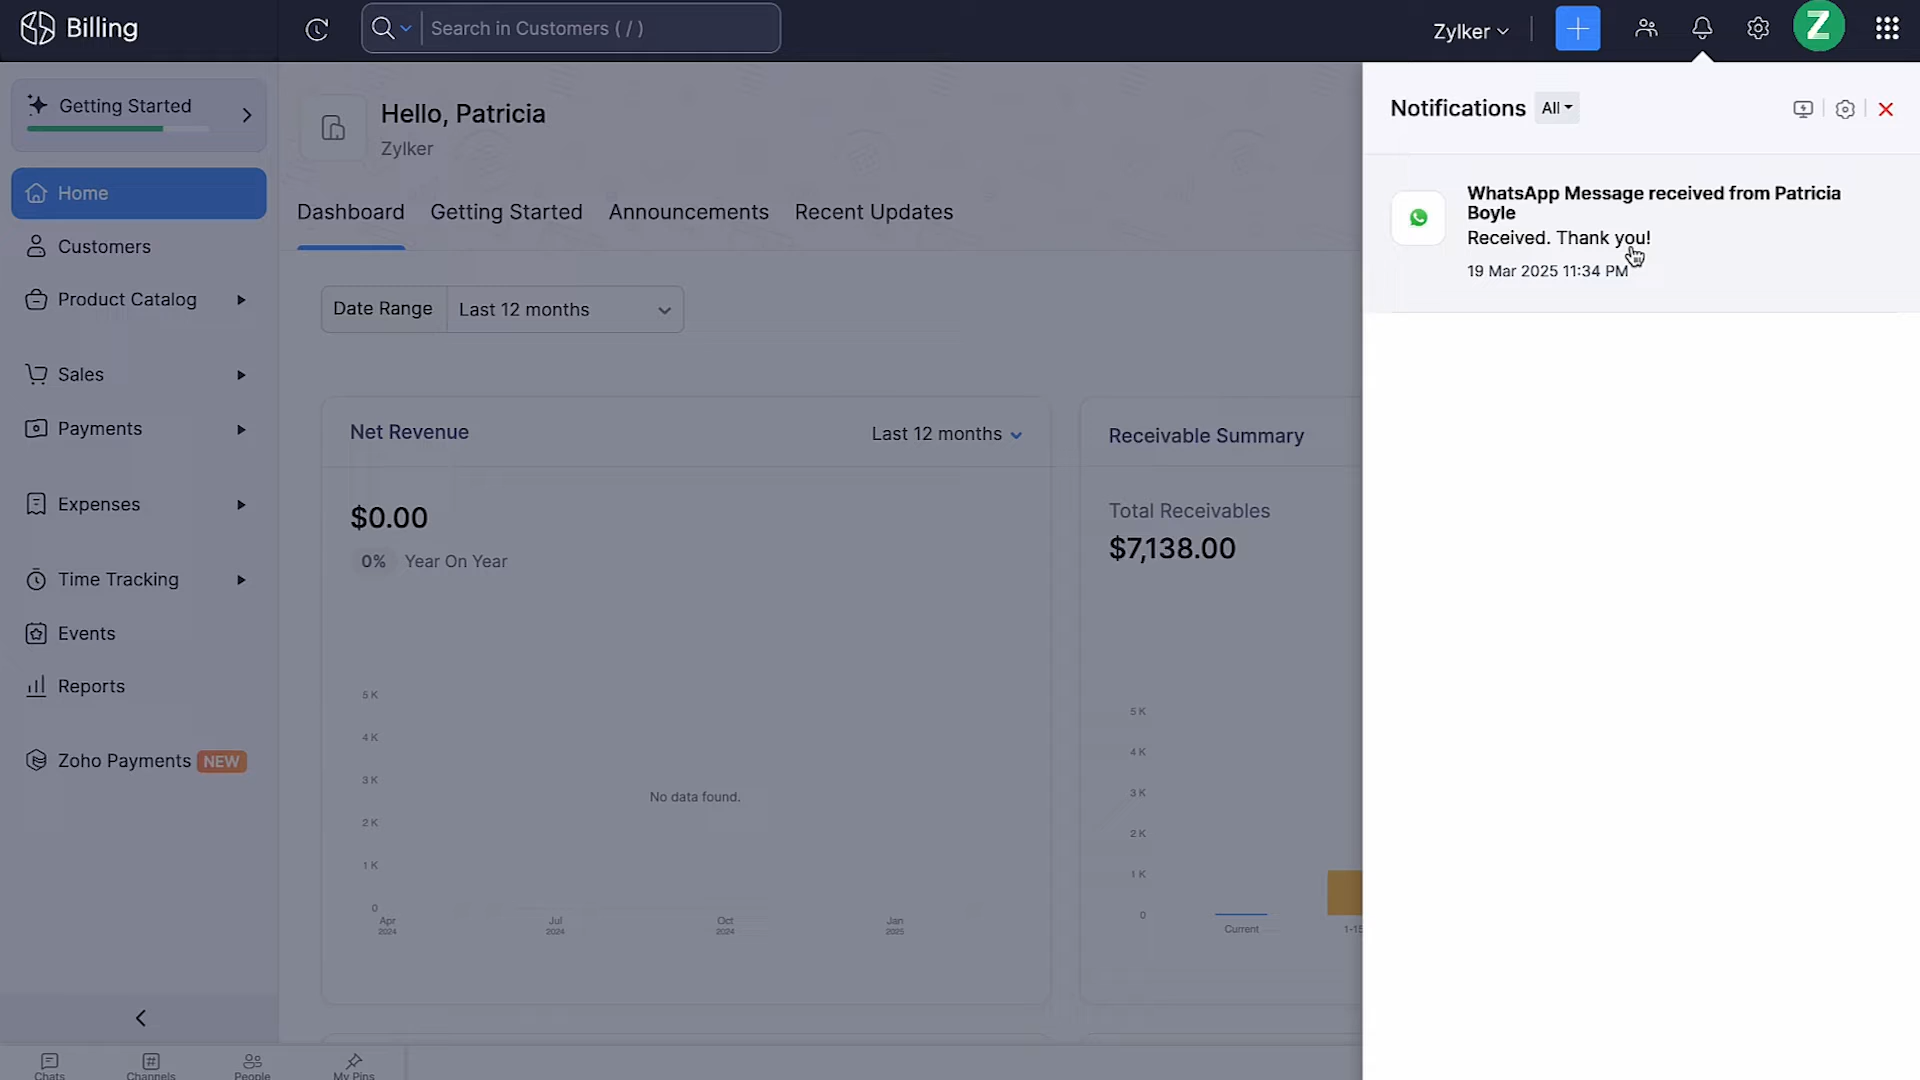 Billing
Search in Customers ( / )
Zylker
Z
Getting Started
Home
Customers
Product Catalog
Sales
Payments
Expenses
Time Tracking
Events
Reports
Zoho Payments NEW
Chats
Channels
People
My Pins
Hello, Patricia
Zylker
Dashboard
Getting Started
Announcements
Recent Updates
Date Range
Last 12 months
Net Revenue
Last 12 months
$0.00
0% Year On Year
5 K
4 K
3 K
2 K
1 K
0
No data found.
Apr 2024
Jul 2024
Oct 2024
Jan 2025
Receivable Summary
Total Receivables
$7,138.00
5 K
4 K
3 K
2 K
1 K
0
Current
1-15
Notifications
All
WhatsApp Message received from Patricia
Boyle
Received. Thank you!
19 Mar 2025 11:34 PM